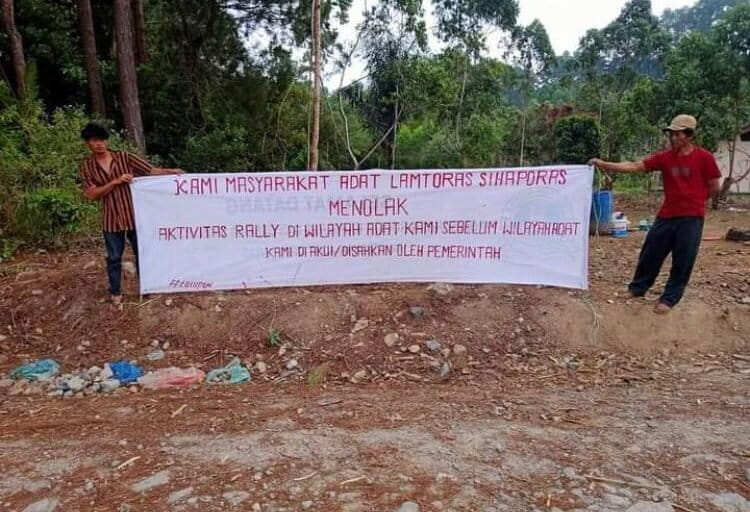 KAMI MASYARAKAT ADAT LAMTORAS SIHAPORAS
MENOLAK
AKTIVITAS RALLY DI WILAYAH ADAT KAMI SEBELUM WILAYAH ADAT
KAMI DI AKUI/DISAHKAN OLEH PEMERINTAH